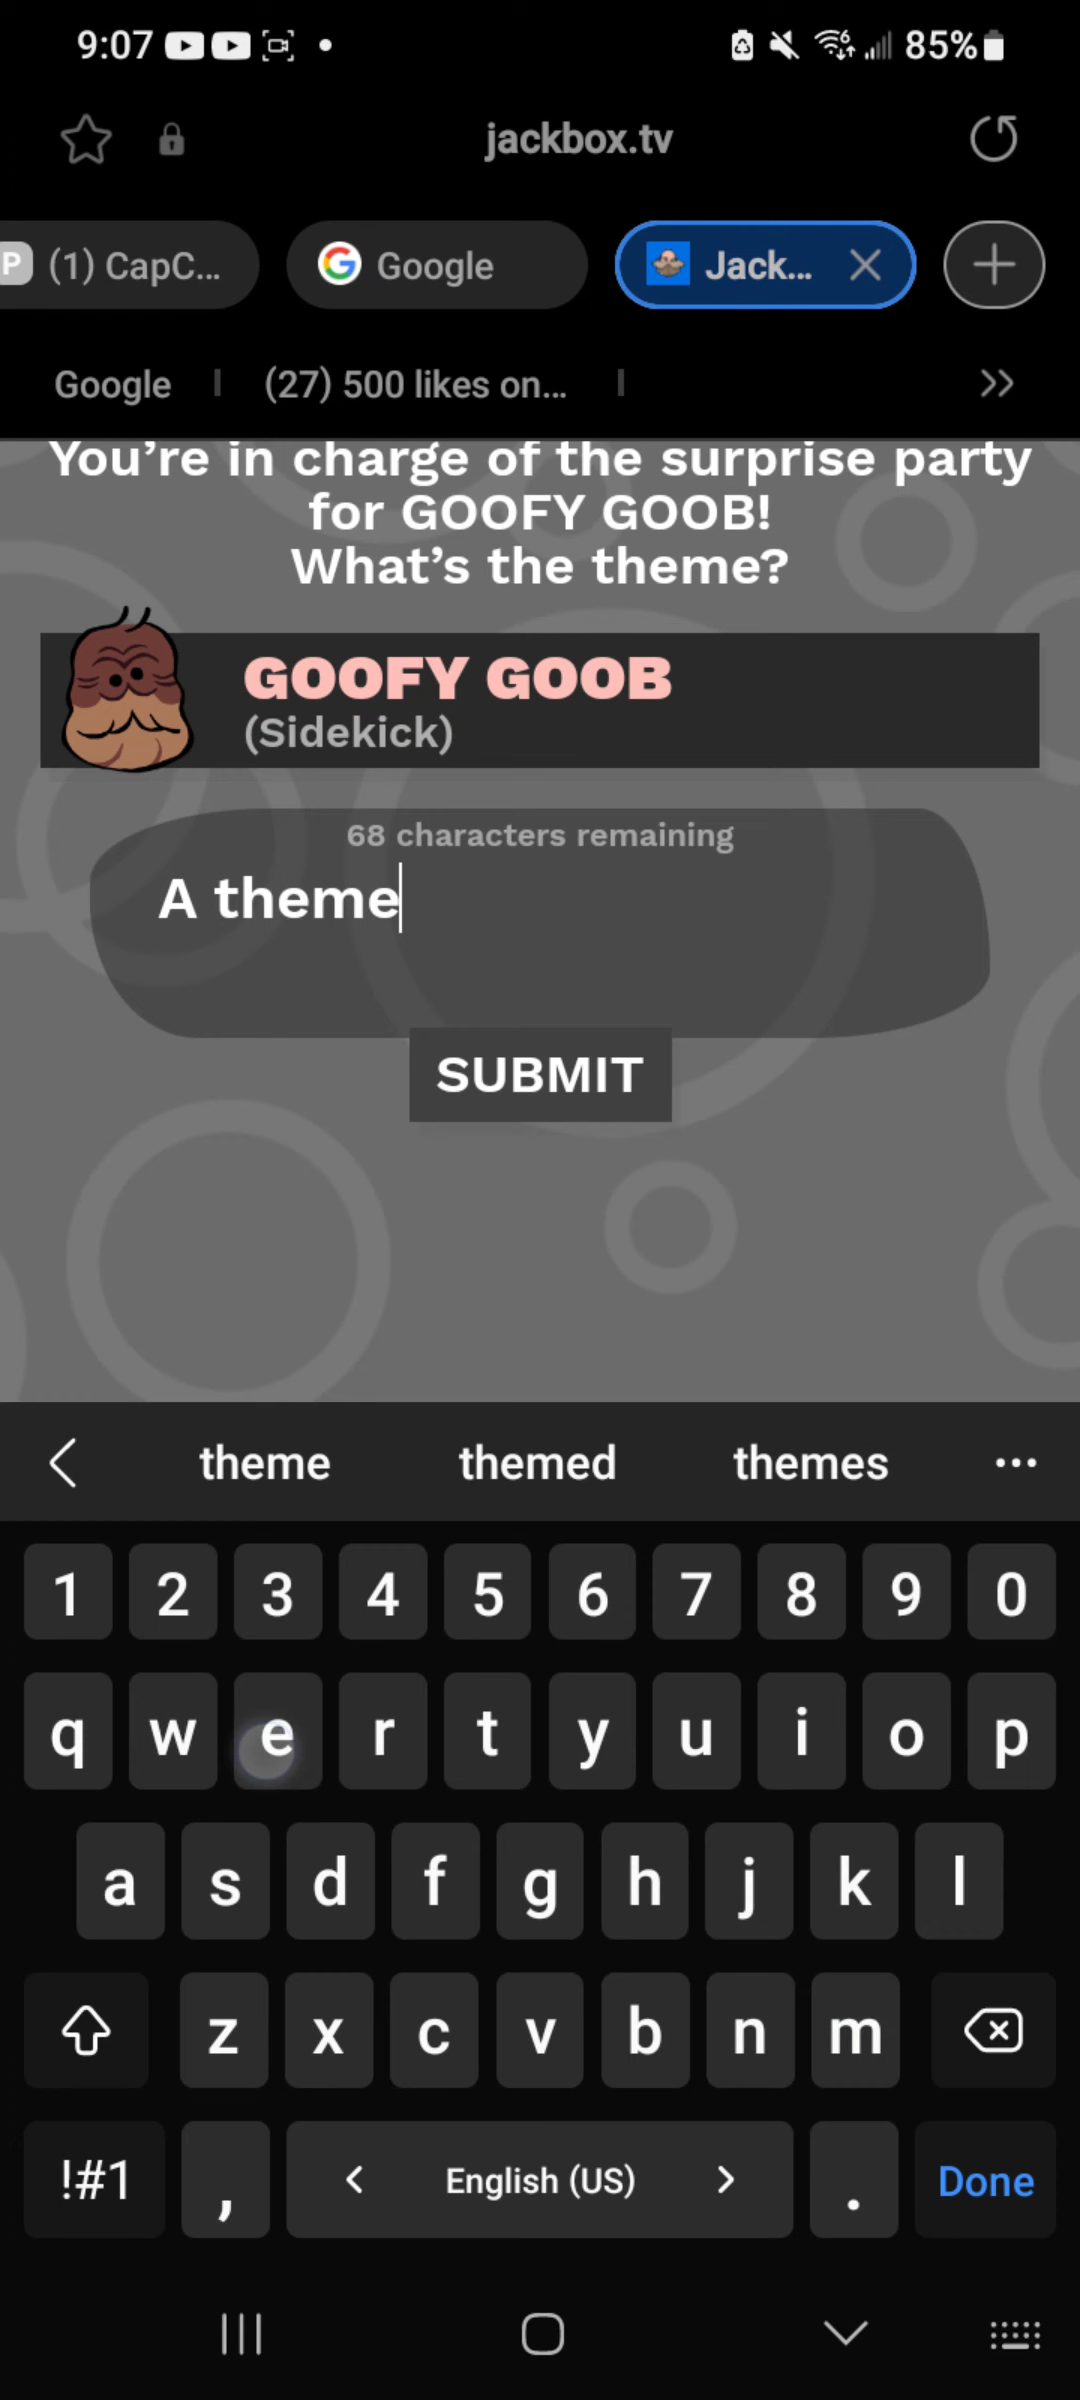 9:07 85%
jackbox.tv
P (1) CapC... Google Jack...
Google | (27) 500 likes on... |
You’re in charge of the surprise party
for GOOFY GOOB!
What’s the theme?
GOOFY GOOB
(Sidekick)
68 characters remaining
A theme
SUBMIT
theme themed themes
1 2 3 4 5 6 7 8 9 0
q w e r t y u i o p
a s d f g h j k l
z x c v b n m
!#1 , English (US) . Done